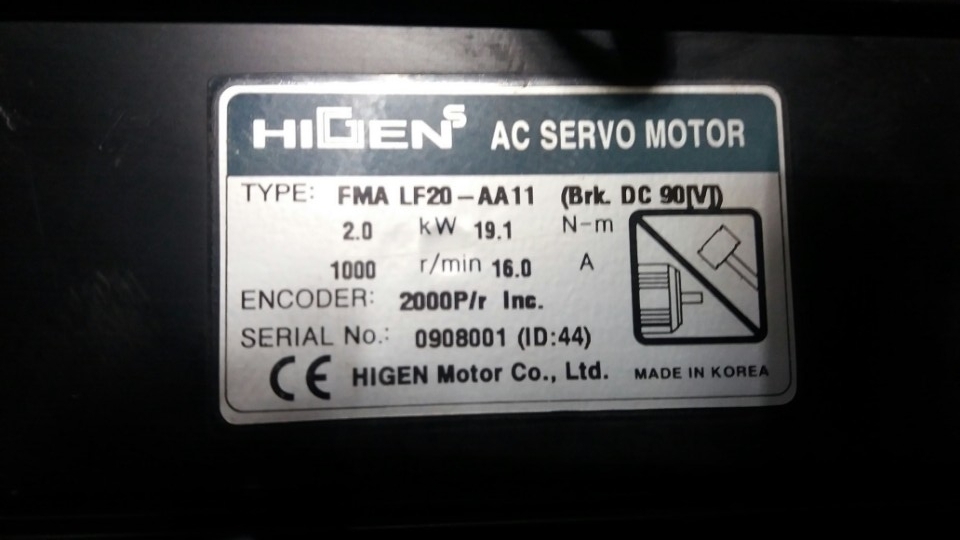 HIGENS AC SERVO MOTOR
TYPE: FMA LF20-AA11 (Brk. DC 90[V])
2.0 kW 19.1 N-m
1000 r/min 16.0 A
ENCODER: 2000P/r Inc.
SERIAL No.: 0908001 (ID:44)
CE HIGEN Motor Co., Ltd. MADE IN KOREA